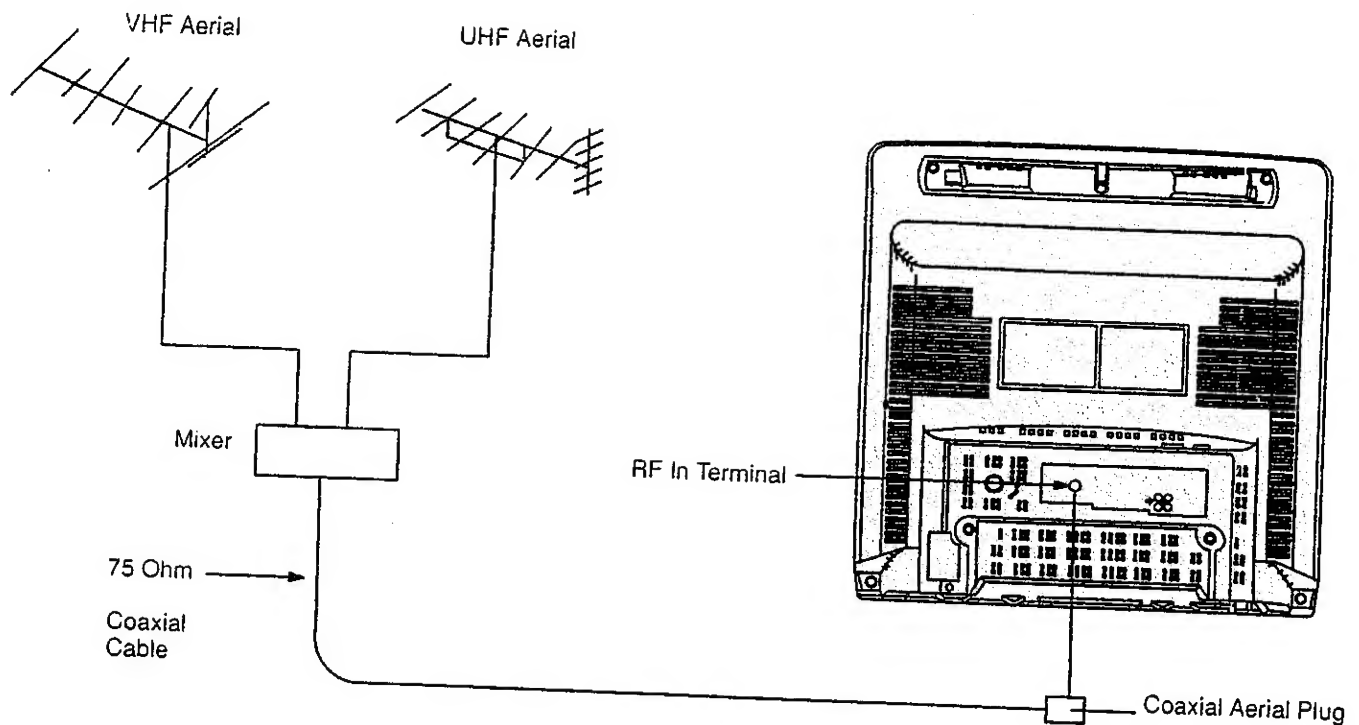 VHF Aerial
UHF Aerial
Mixer
RF In Terminal
75 Ohm
Coaxial
Cable
Coaxial Aerial Plug